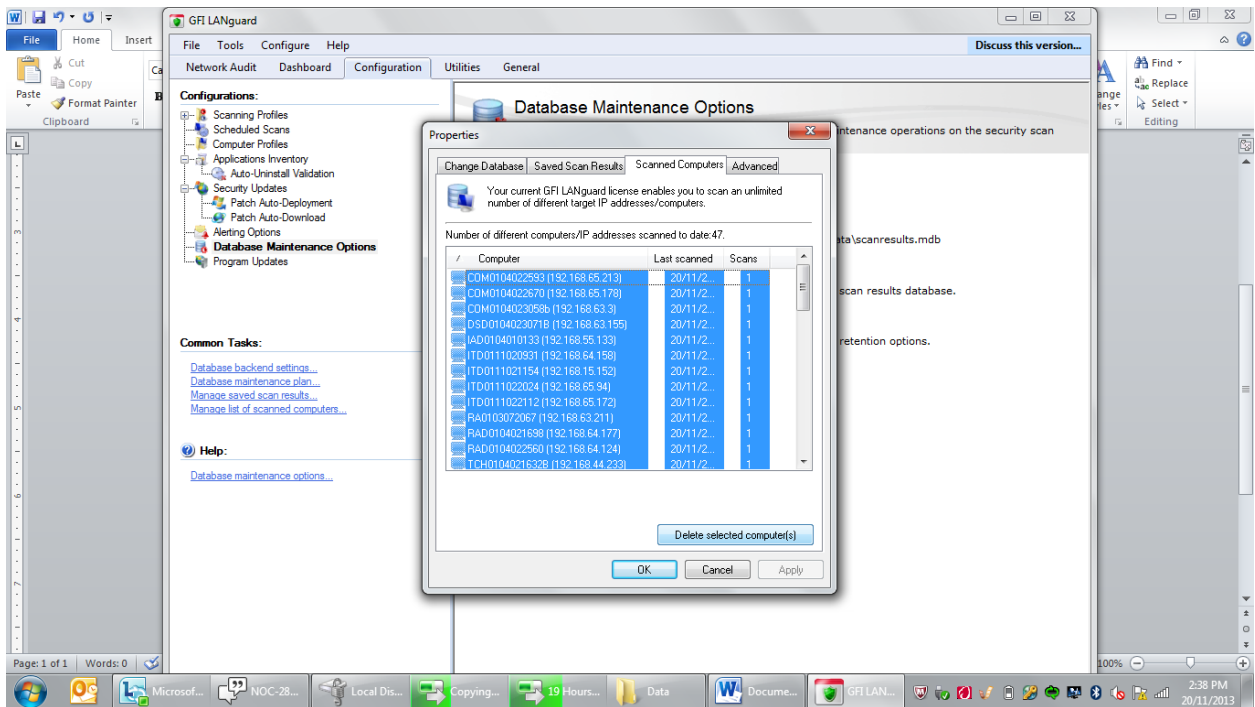 GFI LANguard
File
Home
Insert
Cut
Copy
Paste
Format Painter
Clipboard
Ca
B
File Tools Configure Help
Discuss this version...
Network Audit Dashboard Configuration Utilities General
Find
Replace
Select
Editing
ange
les
Configurations:
Scanning Profiles
Scheduled Scans
Computer Profiles
Applications Inventory
Auto-Uninstall Validation
Security Updates
Patch Auto-Deployment
Patch Auto-Download
Alerting Options
Database Maintenance Options
Program Updates
Common Tasks:
Database backend settings...
Database maintenance plan...
Manage saved scan results...
Manage list of scanned computers...
Help:
Database maintenance options...
Database Maintenance Options
intenance operations on the security scan
ata\scanresults.mdb
scan results database.
retention options.
Properties
Change Database Saved Scan Results Scanned Computers Advanced
Your current GFI LANguard license enables you to scan an unlimited
number of different target IP addresses/computers.
Number of different computers/IP addresses scanned to date:47.
/ Computer Last scanned Scans
COM0104022593 (192.168.65.213) 20/11/2... 1
COM0104022670 (192.168.65.178) 20/11/2... 1
COM0104023058b (192.168.63.3) 20/11/2... 1
DSD0104023071B (192.168.63.155) 20/11/2... 1
IAD0104010133 (192.168.55.133) 20/11/2... 1
ITD0111020931 (192.168.64.158) 20/11/2... 1
ITD0111021154 (192.168.15.152) 20/11/2... 1
ITD0111022024 (192.168.65.94) 20/11/2... 1
ITD0111022112 (192.168.65.172) 20/11/2... 1
RA0103072067 (192.168.63.211) 20/11/2... 1
RAD0104021698 (192.168.64.177) 20/11/2... 1
RAD0104022560 (192.168.64.124) 20/11/2... 1
TCH0104021632B (192.168.44.233) 20/11/2... 1
Delete selected computer(s)
OK Cancel Apply
Page: 1 of 1 Words: 0
100%
Microsof... NOC-28... Local Dis... Copying... 19 Hours... Data Docume... GFI LAN...
2:38 PM
20/11/2013